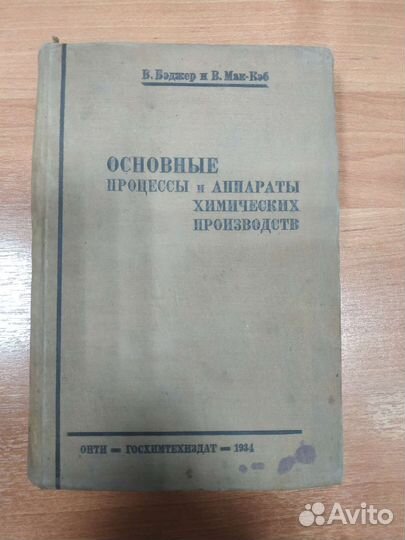 В. Бэджер и В. Мак-Кэб
ОСНОВНЫЕ
ПРОЦЕССЫ и АППАРАТЫ
ХИМИЧЕСКИХ
ПРОИЗВОДСТВ
ОНТИ — ГОСХИМТЕХИЗДАТ — 1934
Avito